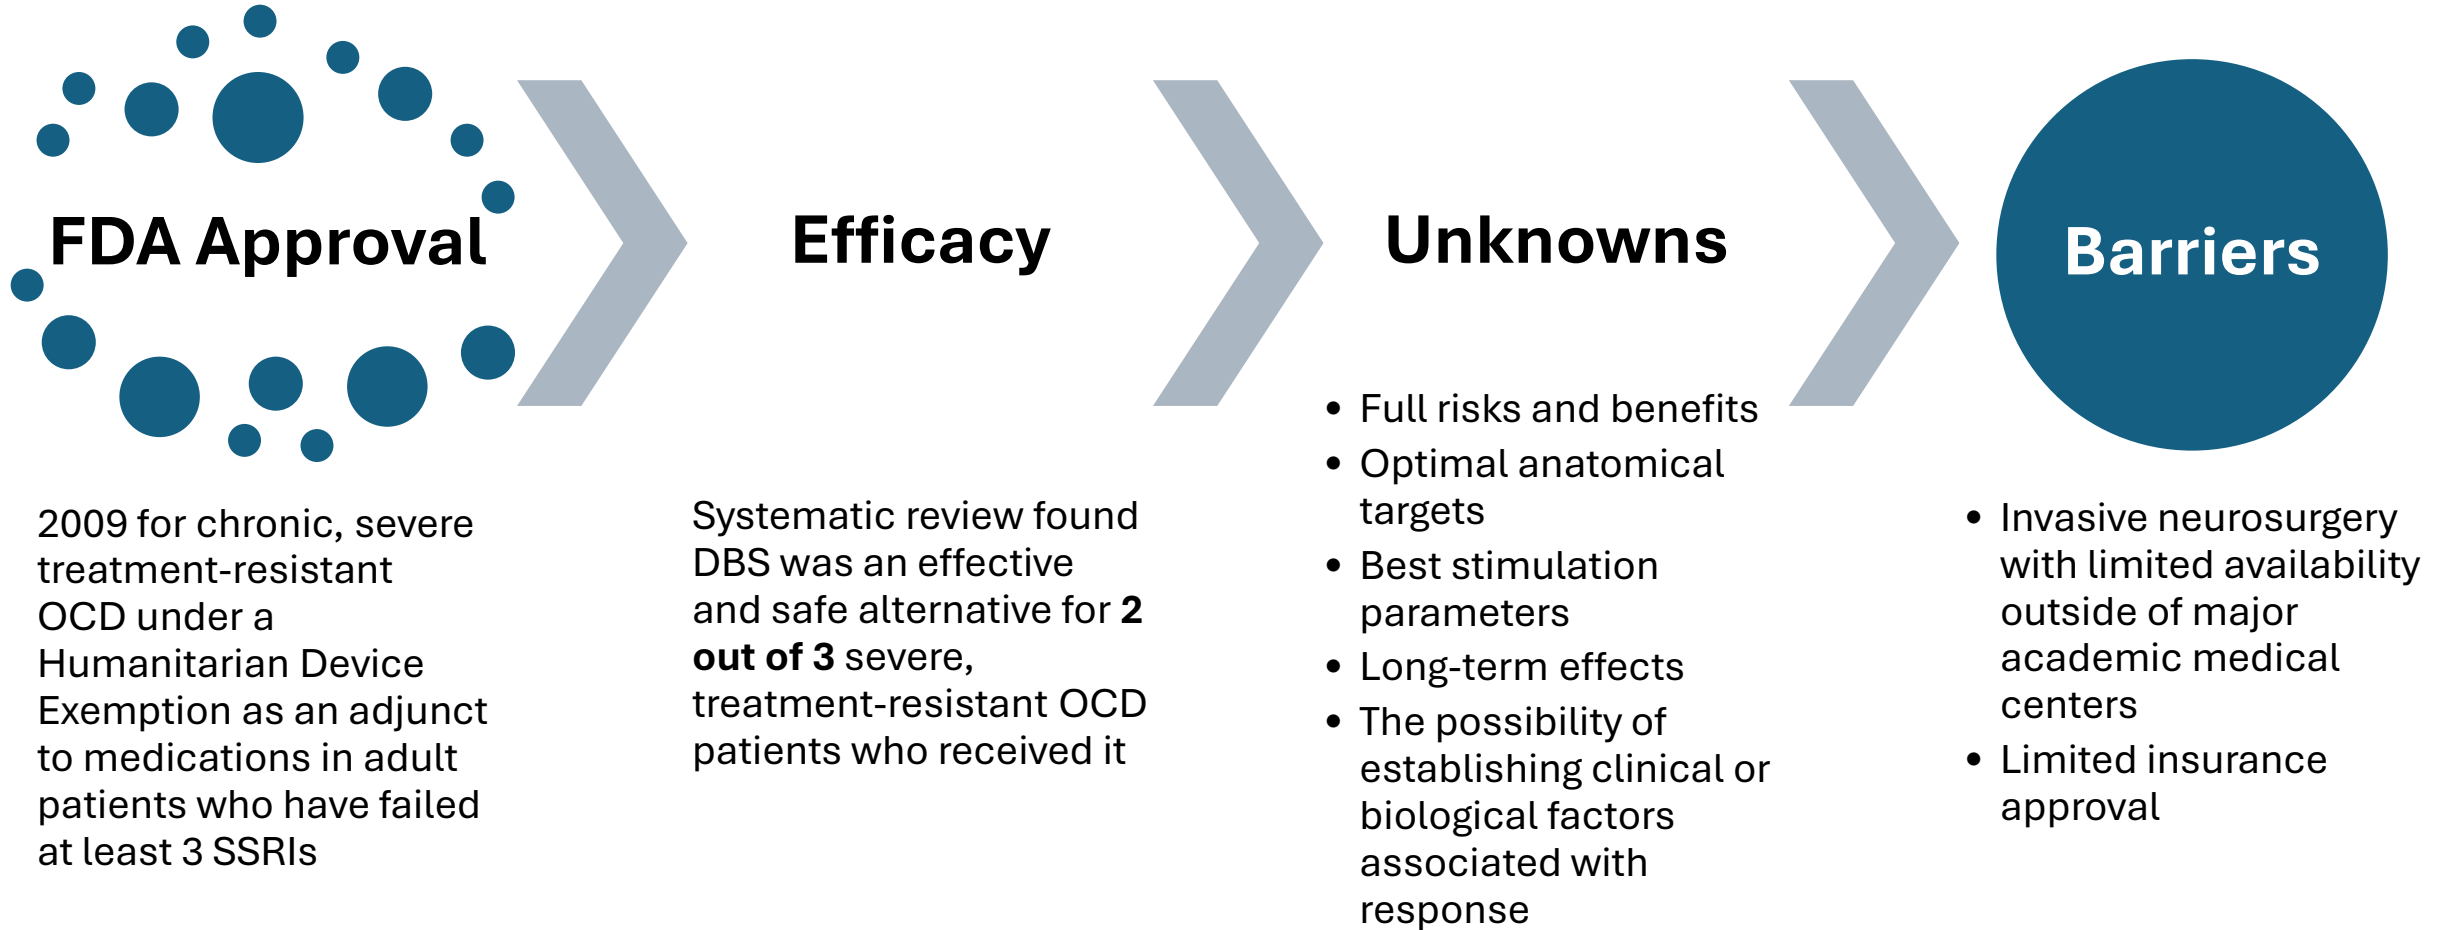 FDA Approval
2009 for chronic, severe
treatment-resistant
OCD under a
Humanitarian Device
Exemption as an adjunct
to medications in adult
patients who have failed
at least 3 SSRIs
Efficacy
Systematic review found
DBS was an effective
and safe alternative for 2
out of 3 severe,
treatment-resistant OCD
patients who received it
Unknowns
• Full risks and benefits
• Optimal anatomical
targets
• Best stimulation
parameters
• Long-term effects
• The possibility of
establishing clinical or
biological factors
associated with
response
Barriers
• Invasive neurosurgery
with limited availability
outside of major
academic medical
centers
• Limited insurance
approval